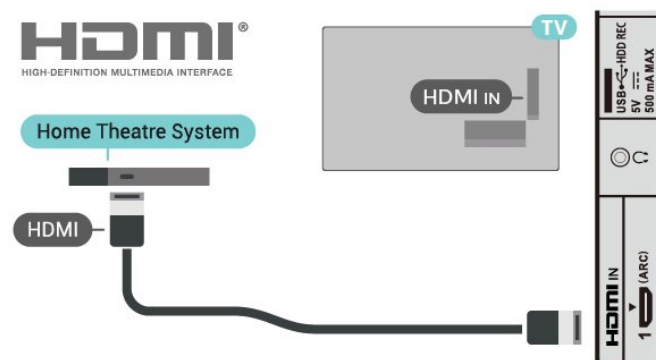 HDMI®
HIGH-DEFINITION MULTIMEDIA INTERFACE
TV
HDMI IN
Home Theatre System
HDMI
USB HDD REC
5V
500 mA MAX
HDMI IN
1 (ARC)